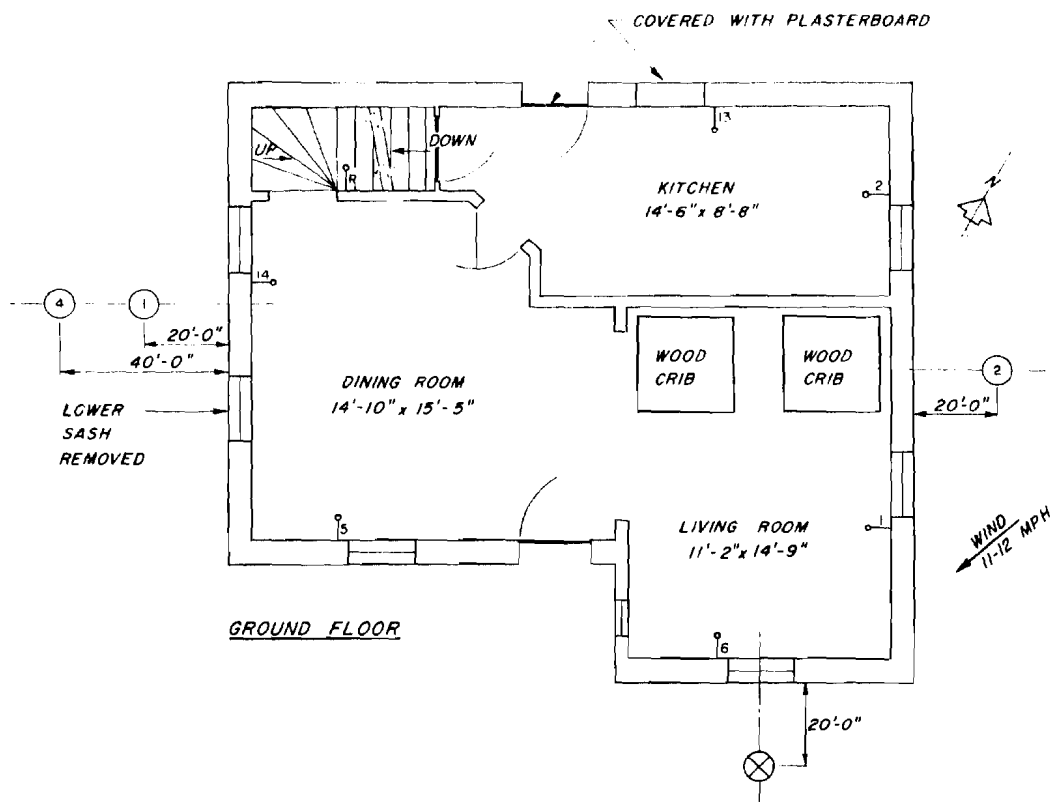 COVERED WITH PLASTERBOARD
13
DOWN
UP
R
KITCHEN
14'-6" x 8'-8"
2
N
14
4
1
20'-0"
40'-0"
WOOD
CRIB
WOOD
CRIB
2
20'-0"
DINING ROOM
14'-10" x 15'-5"
LOWER
SASH
REMOVED
5
LIVING ROOM
11'-2" x 14'-9"
1
WIND
11-12 MPH
GROUND FLOOR
6
20'-0"